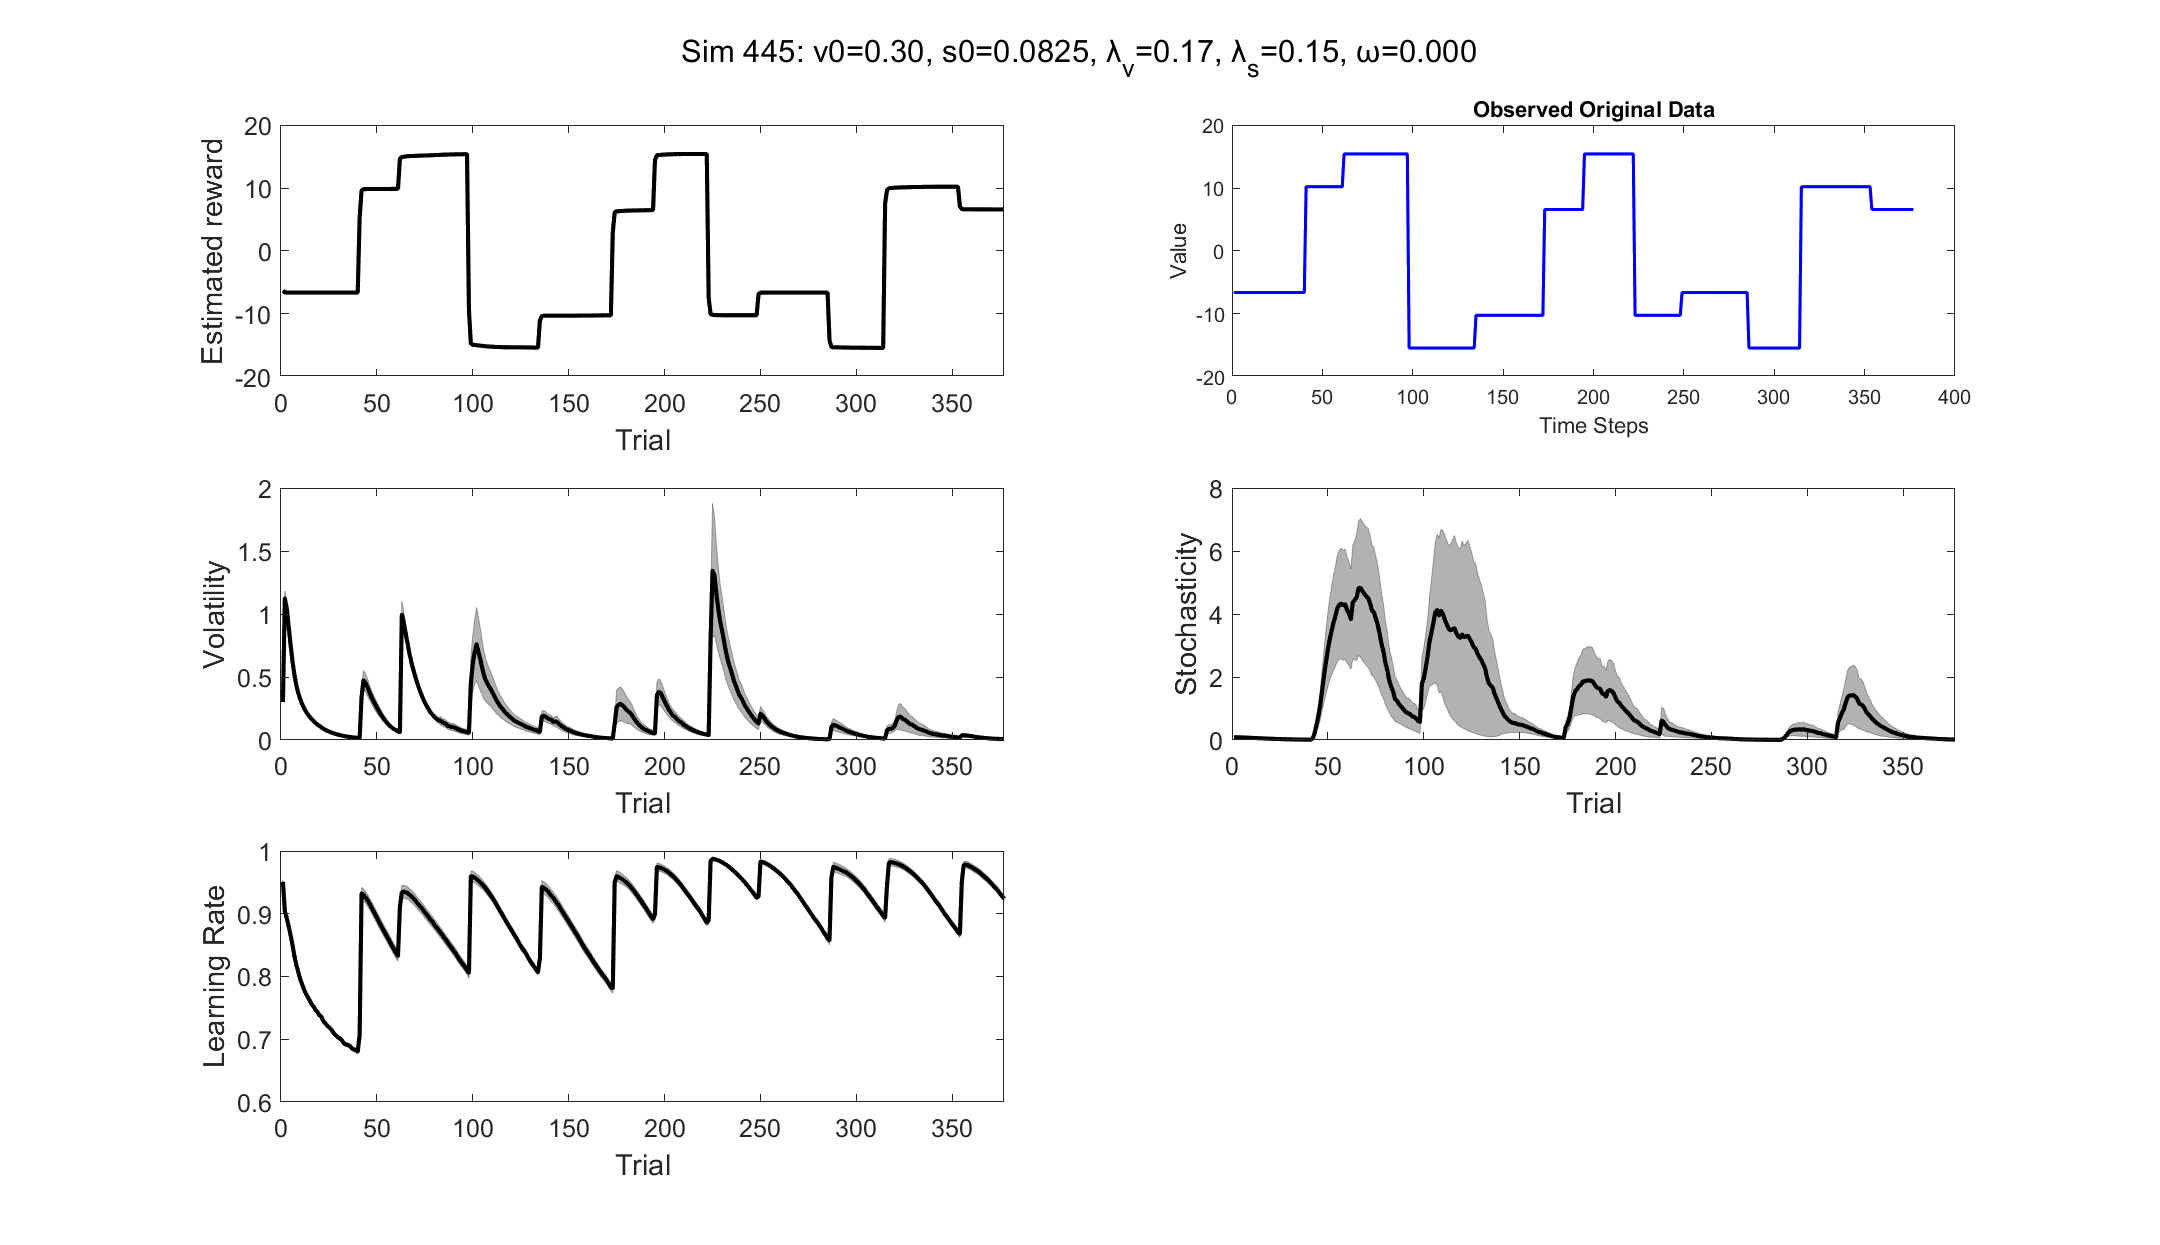 Sim 445: v0=0.30, s0=0.0825, λv=0.17, λs=0.15, ω=0.000
20
10
0
-10
-20
Estimated reward
0 50 100 150 200 250 300 350
Trial
Observed Original Data
20
10
0
-10
-20
Value
0 50 100 150 200 250 300 350 400
Time Steps
2
1.5
1
0.5
0
Volatility
0 50 100 150 200 250 300 350
Trial
8
6
4
2
0
Stochasticity
0 50 100 150 200 250 300 350
Trial
1
0.9
0.8
0.7
0.6
Learning Rate
0 50 100 150 200 250 300 350
Trial